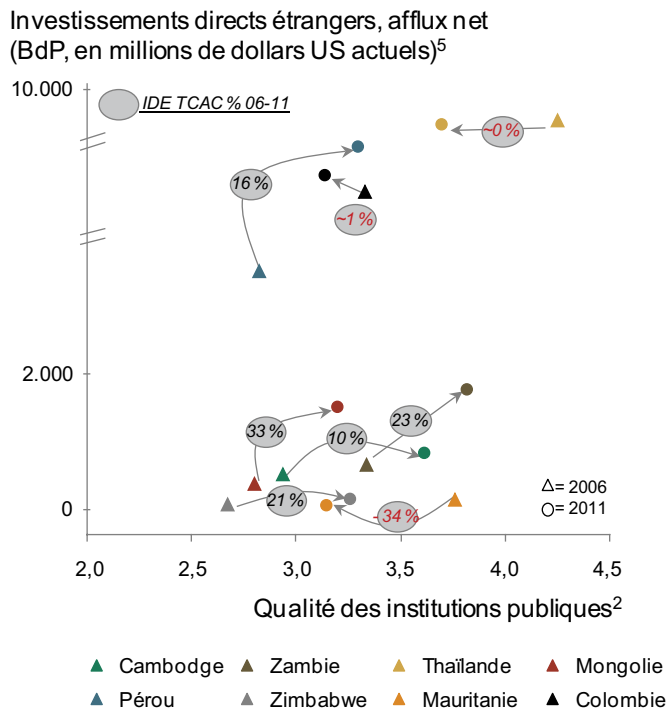 Investissements directs étrangers, afflux net
(BdP, en millions de dollars US actuels)5
10.000
IDE TCAC % 06-11
~0 %
16 %
~1 %
2.000
33 %
10 %
23 %
21 %
-34 %
0
△= 2006
○= 2011
2,0 2,5 3,0 3,5 4,0 4,5
Qualité des institutions publiques2
Cambodge Zambie Thaïlande Mongolie
Pérou Zimbabwe Mauritanie Colombie